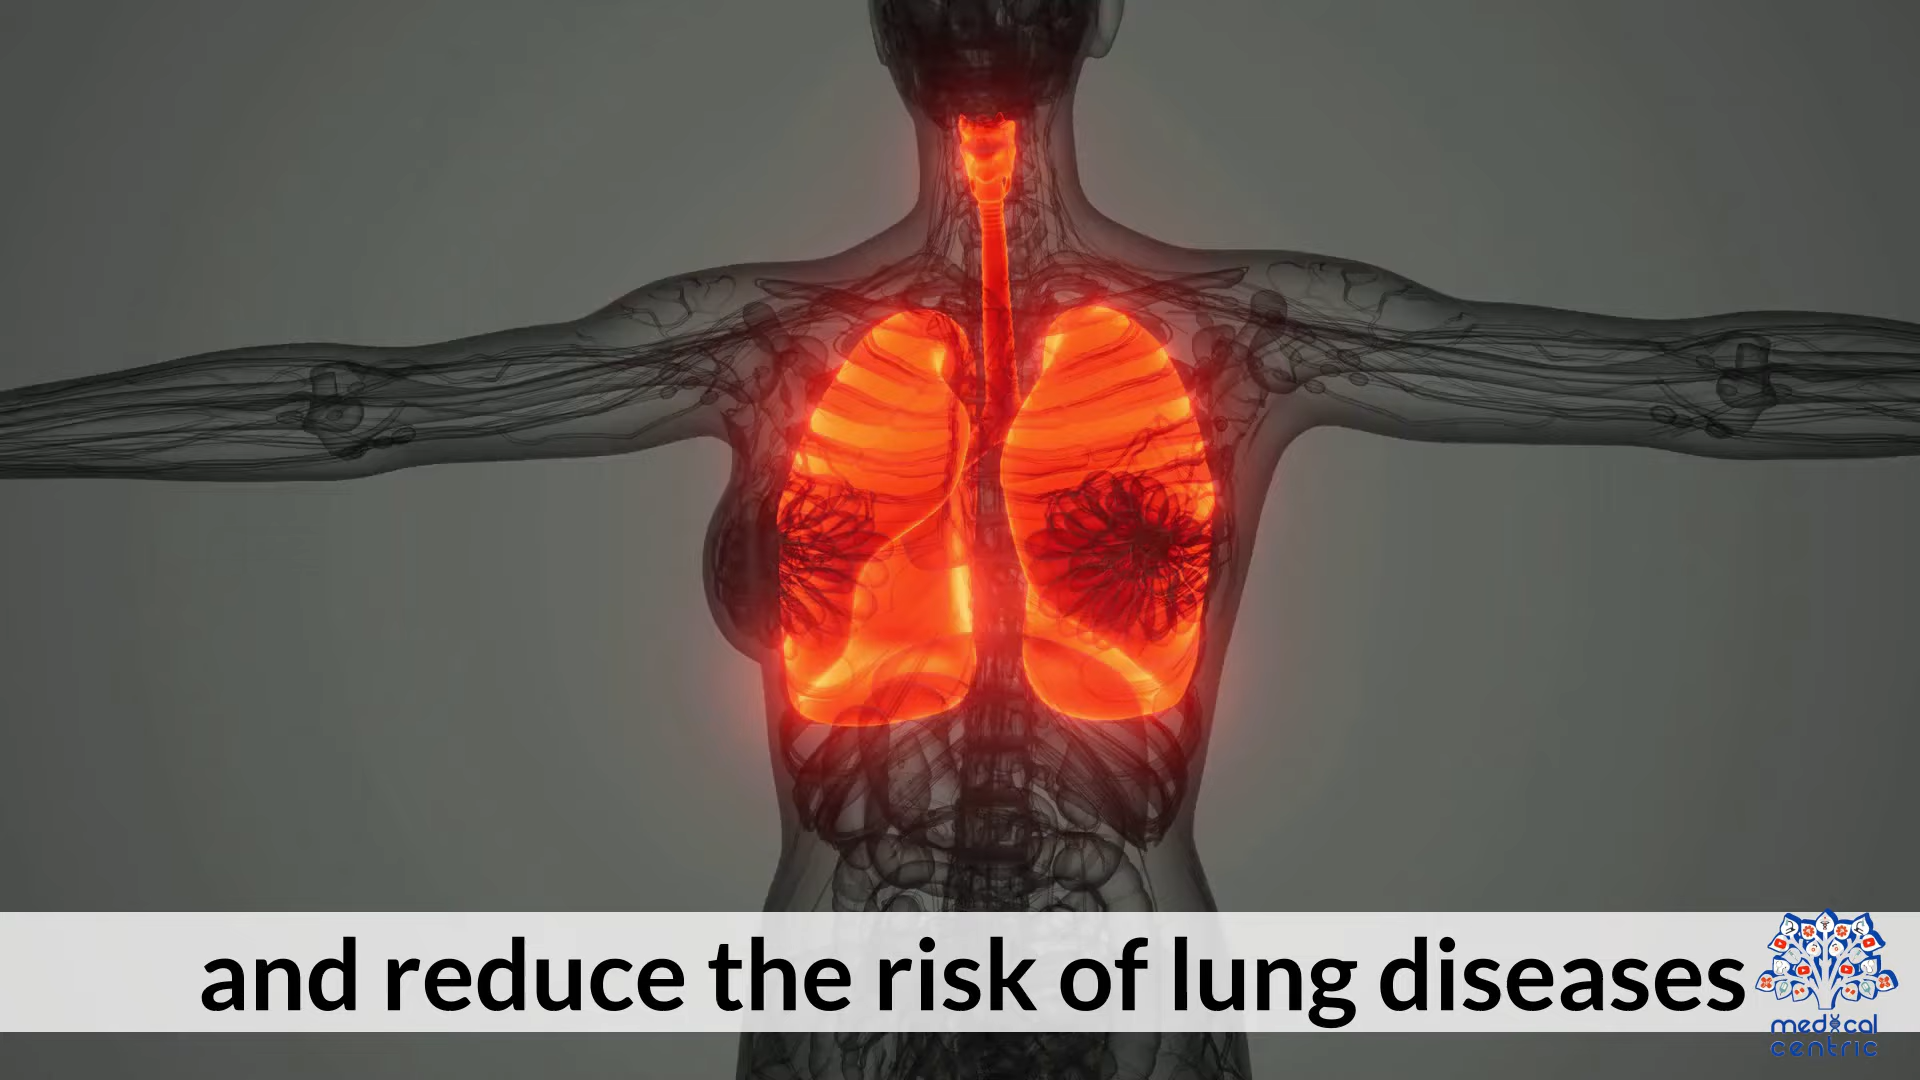 and reduce the risk of lung diseases
medical
centric